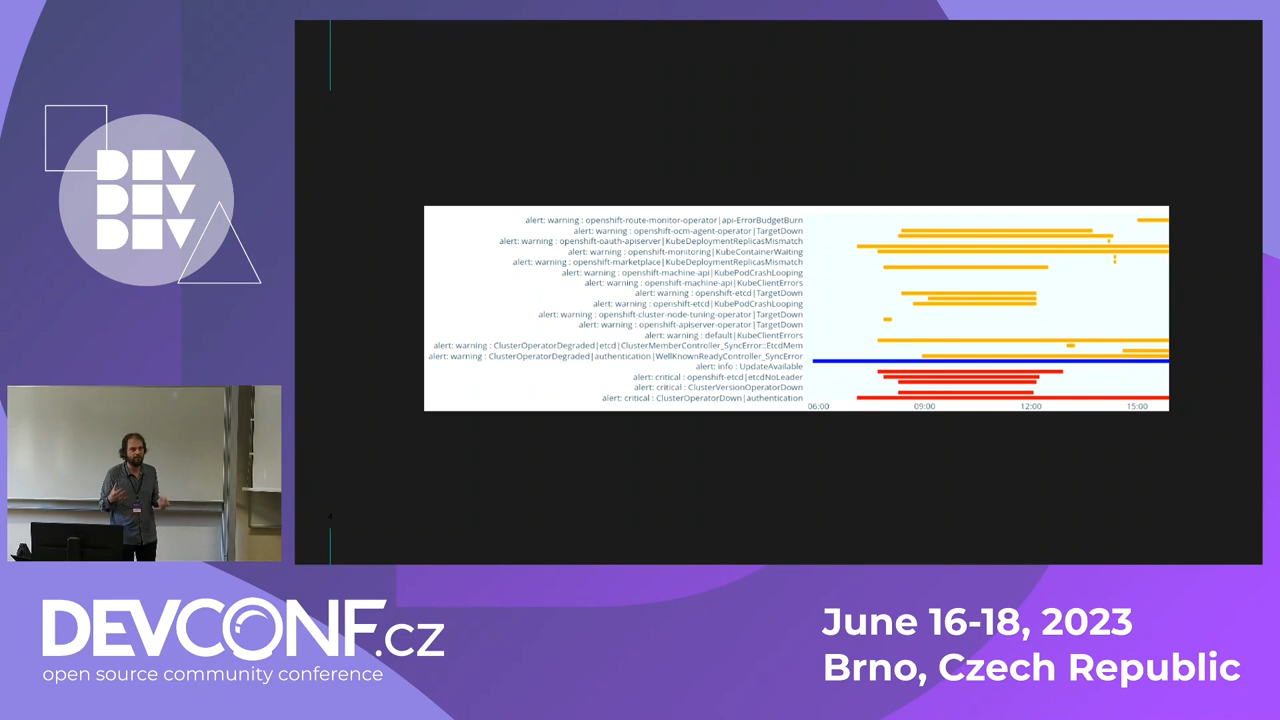 DEV
DEV
DEV
alert: warning : openshift-route-monitor-operator|api-ErrorBudgetBurn
alert: warning : openshift-ocm-agent-operator|TargetDown
alert: warning : openshift-oauth-apiserver|KubeDeploymentReplicasMismatch
alert: warning : openshift-monitoring|KubeContainerWaiting
alert: warning : openshift-marketplace|KubeDeploymentReplicasMismatch
alert: warning : openshift-machine-api|KubePodCrashLooping
alert: warning : openshift-machine-api|KubeClientErrors
alert: warning : openshift-etcd|TargetDown
alert: warning : openshift-etcd|KubePodCrashLooping
alert: warning : openshift-cluster-node-tuning-operator|TargetDown
alert: warning : openshift-apiserver-operator|TargetDown
alert: warning : default|KubeClientErrors
alert: warning : ClusterOperatorDegraded|etcd|ClusterMemberController_SyncError::EtcdMem
alert: warning : ClusterOperatorDegraded|authentication|WellKnownReadyController_SyncError
alert: info : UpdateAvailable
alert: critical : openshift-etcd|etcdNoLeader
alert: critical : ClusterVersionOperatorDown
alert: critical : ClusterOperatorDown|authentication
06:00 09:00 12:00 15:00
4
DEVCONF.cz
open source community conference
June 16-18, 2023
Brno, Czech Republic